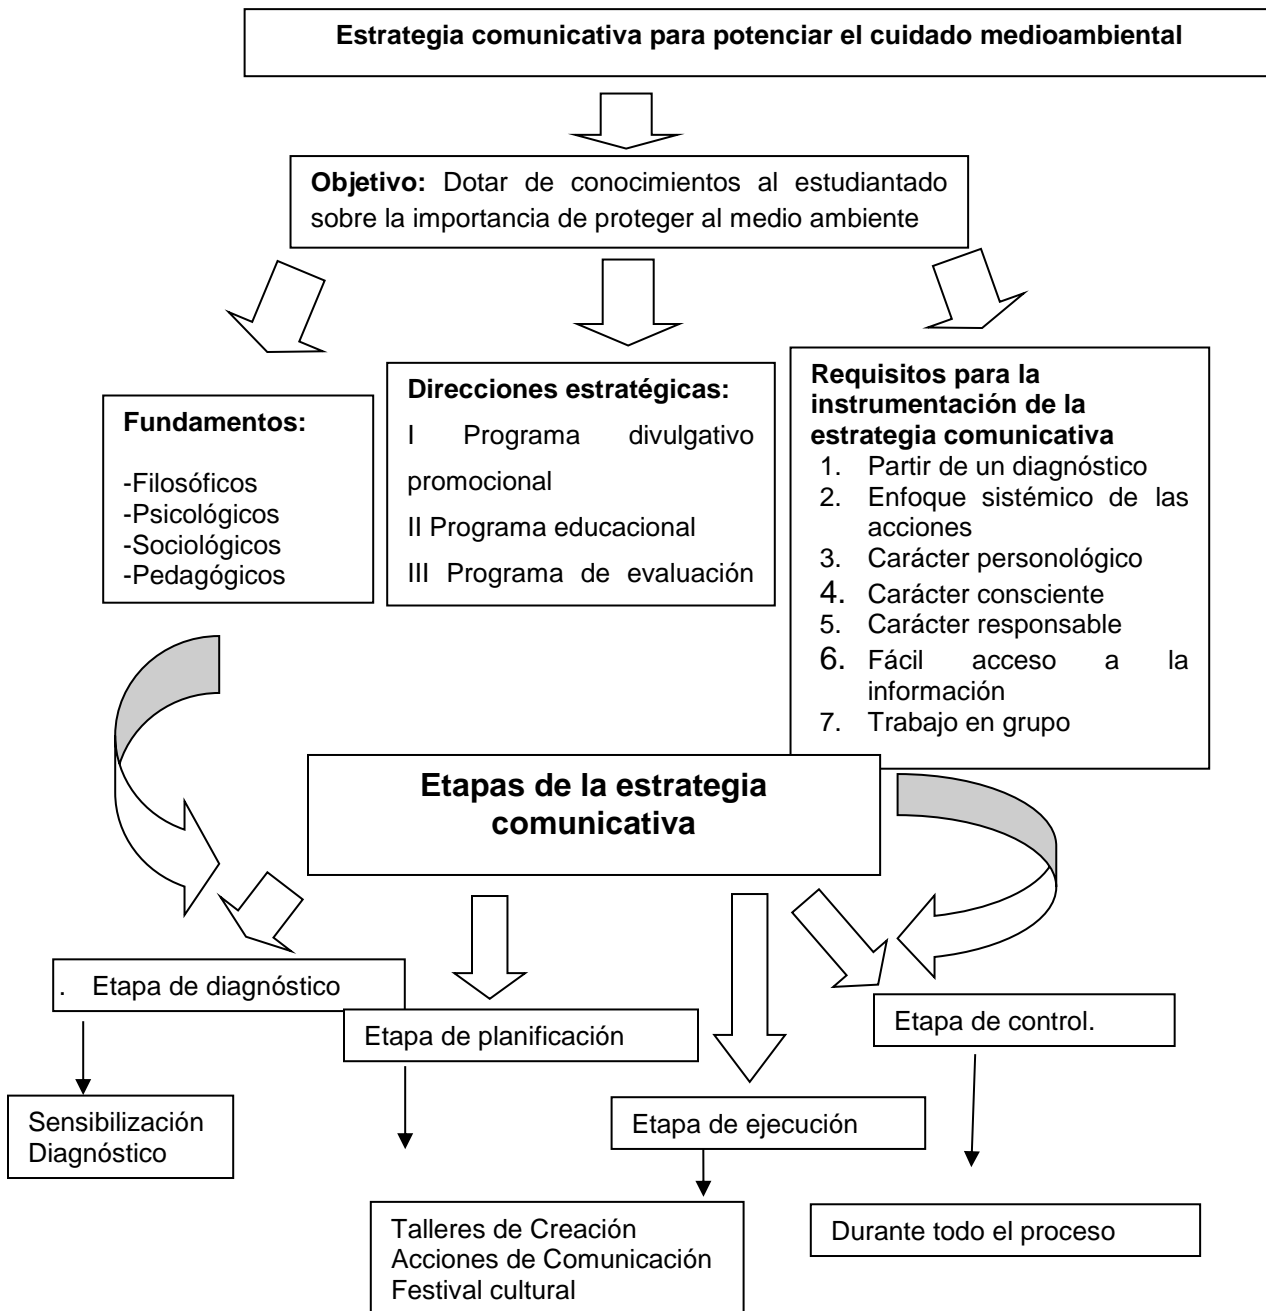 Estrategia comunicativa para potenciar el cuidado medioambiental
Objetivo: Dotar de conocimientos al estudiantado
sobre la importancia de proteger al medio ambiente
Fundamentos:
-Filosóficos
-Psicológicos
-Sociológicos
-Pedagógicos
Direcciones estratégicas:
I Programa divulgativo
promocional
II Programa educacional
III Programa de evaluación
Requisitos para la
instrumentación de la
estrategia comunicativa
1. Partir de un diagnóstico
2. Enfoque sistémico de las
acciones
3. Carácter personológico
4. Carácter consciente
5. Carácter responsable
6. Fácil acceso a la
información
7. Trabajo en grupo
Etapas de la estrategia
comunicativa
. Etapa de diagnóstico
Etapa de planificación
Etapa de ejecución
Etapa de control.
Sensibilización
Diagnóstico
Talleres de Creación
Acciones de Comunicación
Festival cultural
Durante todo el proceso